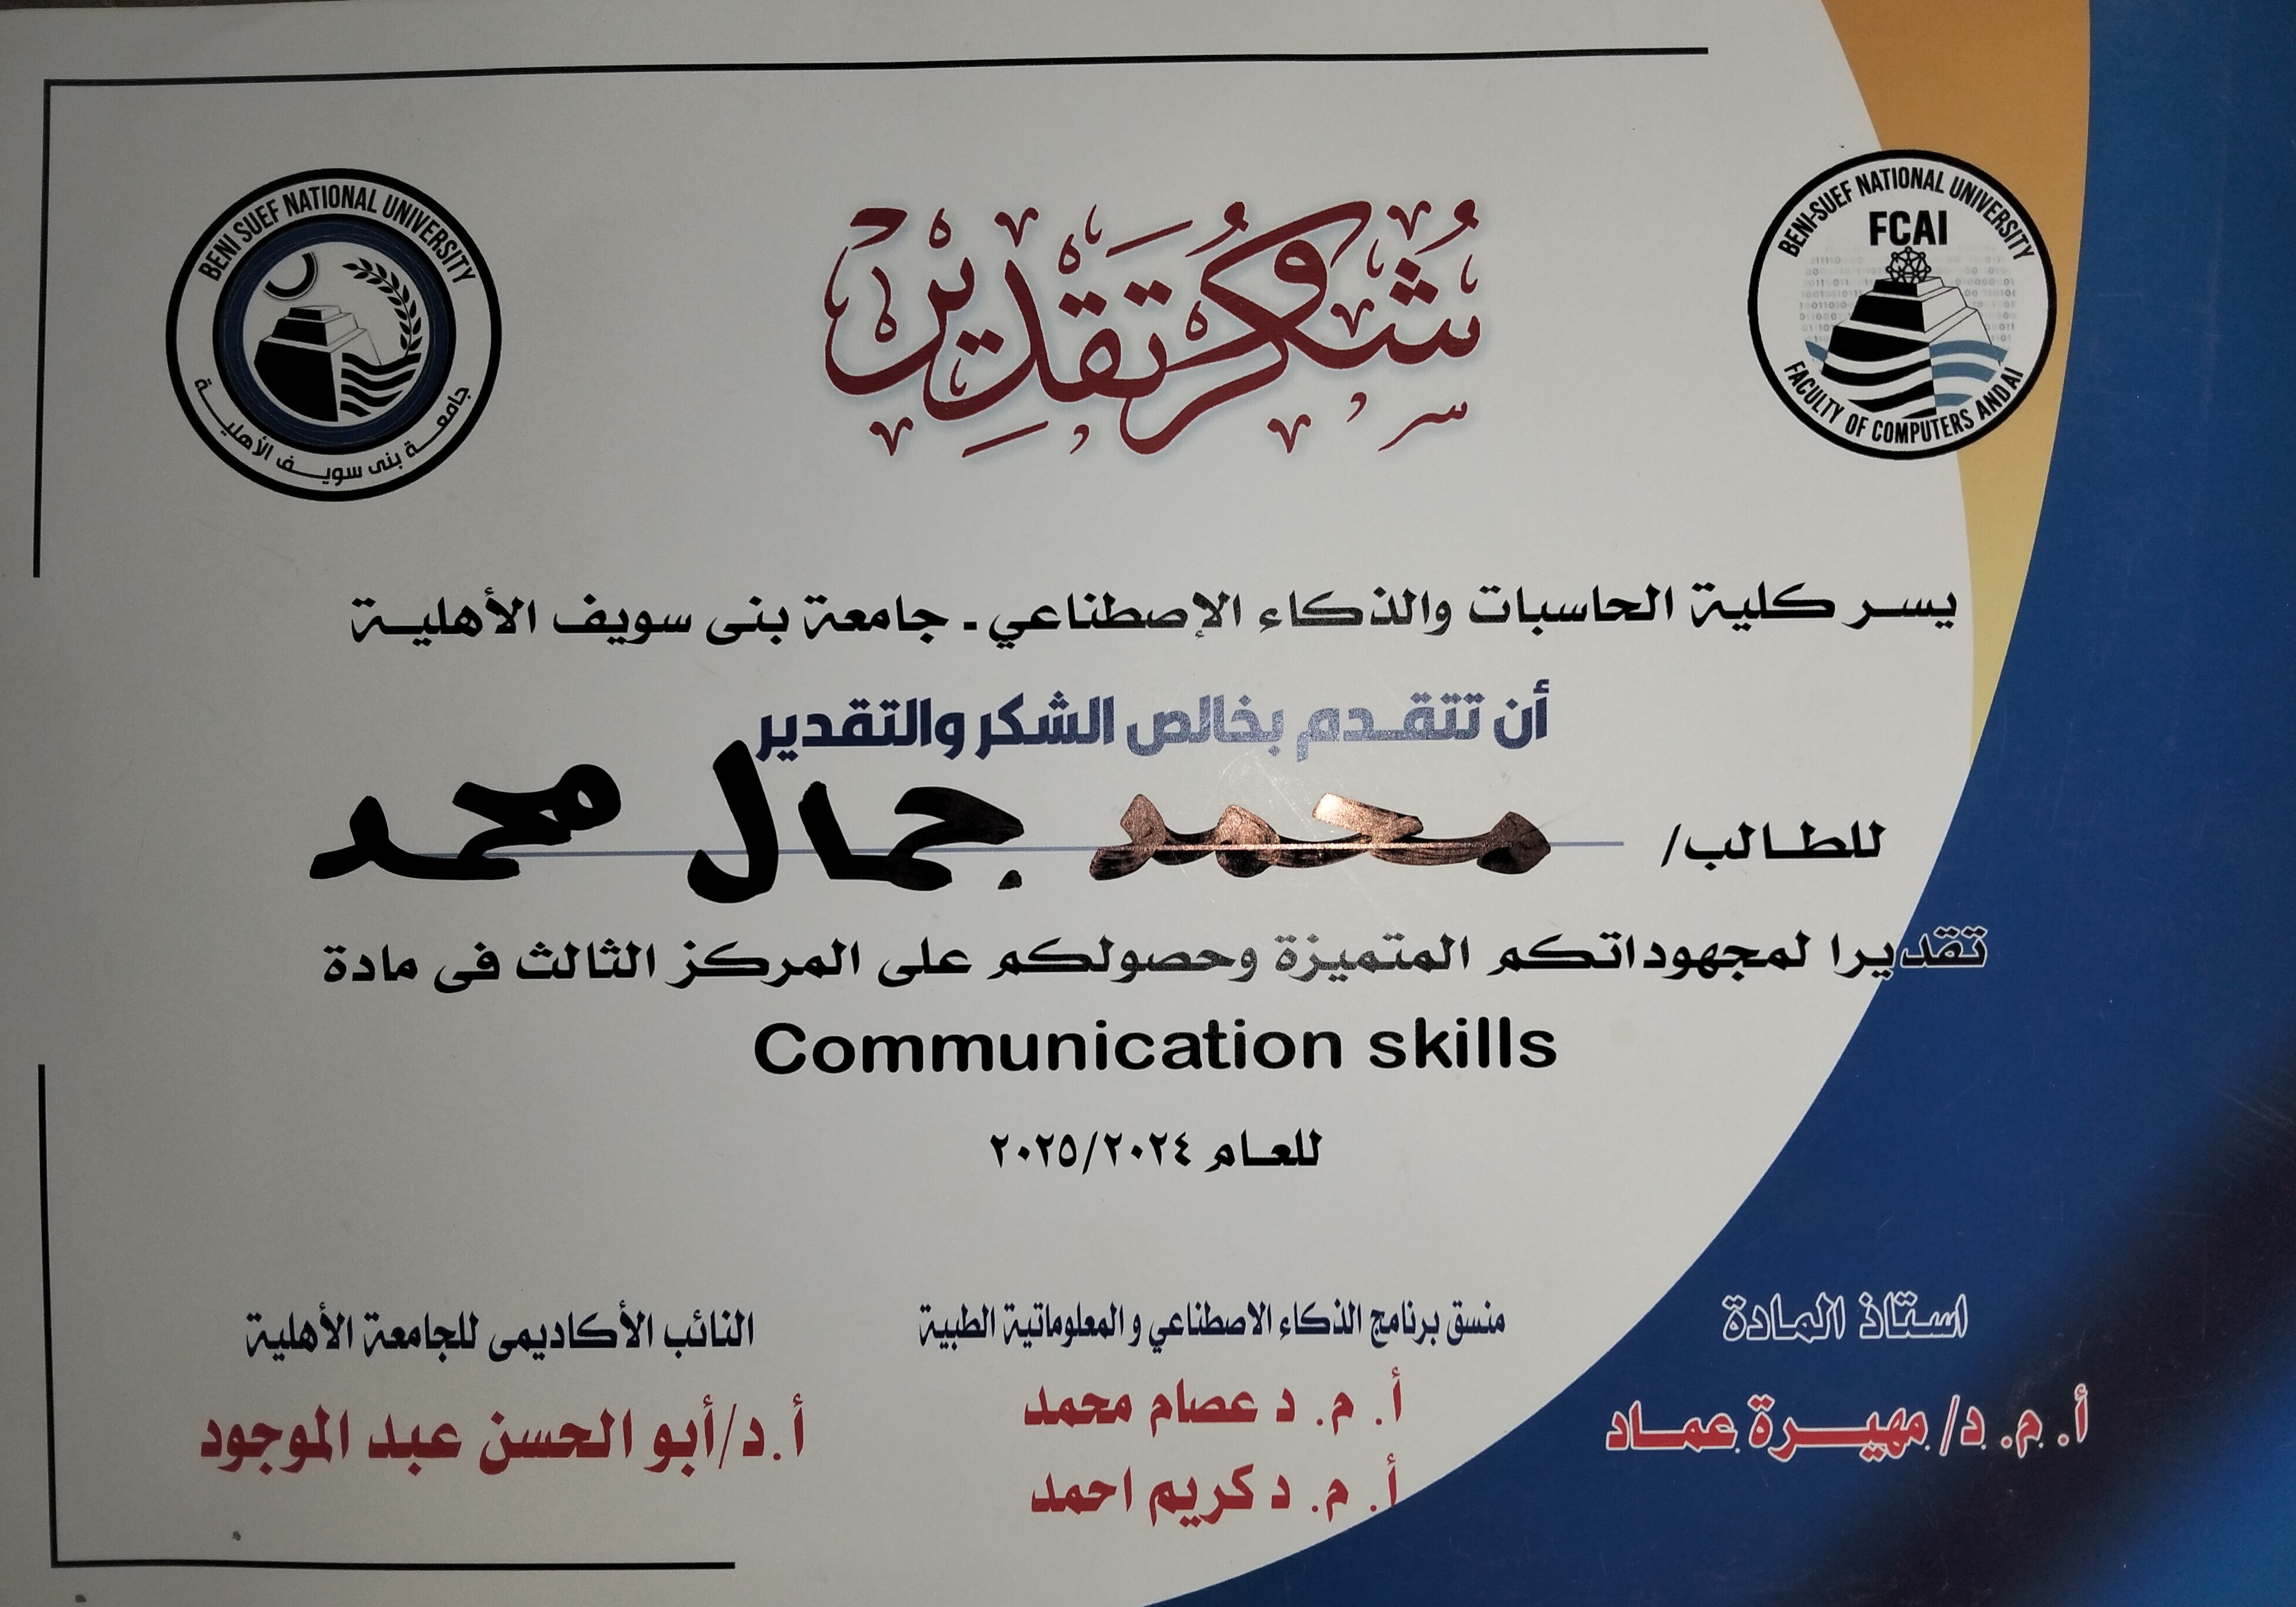 BENI SUEF NATIONAL UNIVERSITY
جامعة بنى سويف الأهلية
شكر وتقدير
BENI-SUEF NATIONAL UNIVERSITY
FCAI
FACULTY OF COMPUTERS AND AI
يسر كلية الحاسبات والذكاء الإصطناعي - جامعة بنى سويف الأهلية
أن تتقدم بخالص الشكر والتقدير
للطالب/ محمد جمال محمد
تقديرا لمجهوداتكم المتميزة وحصولكم على المركز الثالث فى مادة
Communication skills
للعام ٢٠٢٥/٢٠٢٤
استاذ المادة
أ. م. د/ مهيرة عماد
منسق برنامج الذكاء الاصطناعي و المعلوماتية الطبية
أ. م. د عصام محمد
أ. م. د كريم احمد
النائب الأكاديمى للجامعة الأهلية
أ.د/أبو الحسن عبد الموجود